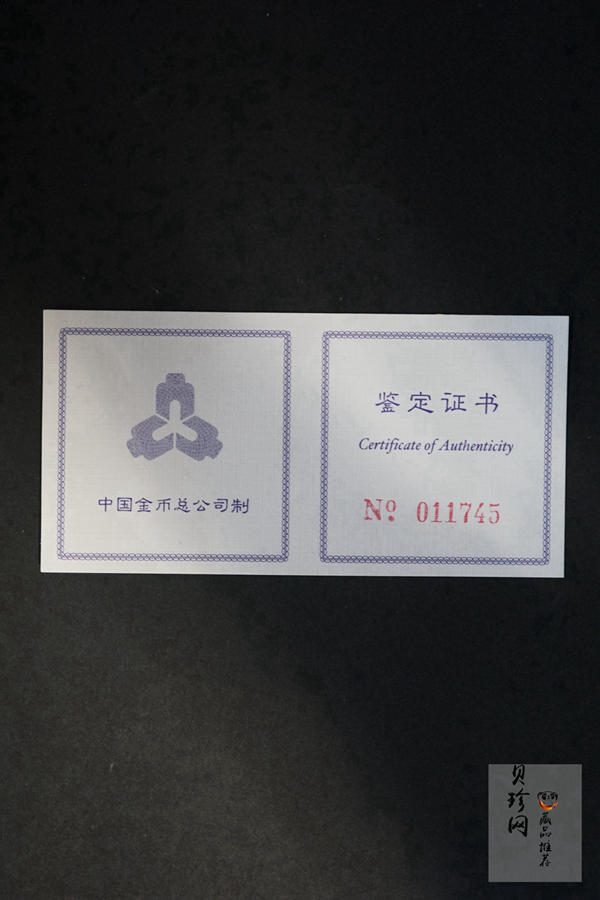 中国金币总公司制
鉴定证书
Certificate of Authenticity
Nº 011745
贝珍网
藏品推荐